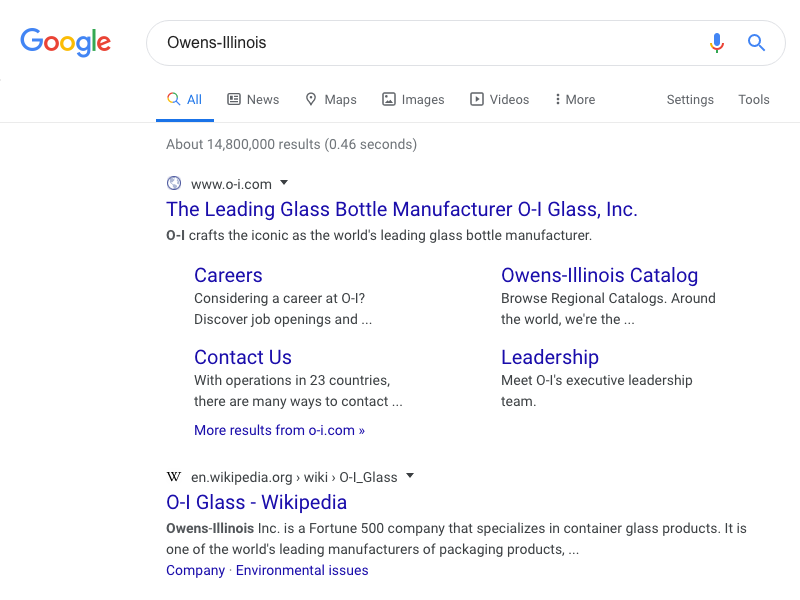 Google
Owens-Illinois
All News Maps Images Videos More Settings Tools
About 14,800,000 results (0.46 seconds)
www.o-i.com
The Leading Glass Bottle Manufacturer O-I Glass, Inc.
O-I crafts the iconic as the world's leading glass bottle manufacturer.
Careers
Considering a career at O-I?
Discover job openings and ...
Owens-Illinois Catalog
Browse Regional Catalogs. Around
the world, we're the ...
Contact Us
With operations in 23 countries,
there are many ways to contact ...
Leadership
Meet O-I's executive leadership
team.
More results from o-i.com »
W en.wikipedia.org › wiki › O-I_Glass
O-I Glass - Wikipedia
Owens-Illinois Inc. is a Fortune 500 company that specializes in container glass products. It is
one of the world's leading manufacturers of packaging products, ...
Company · Environmental issues